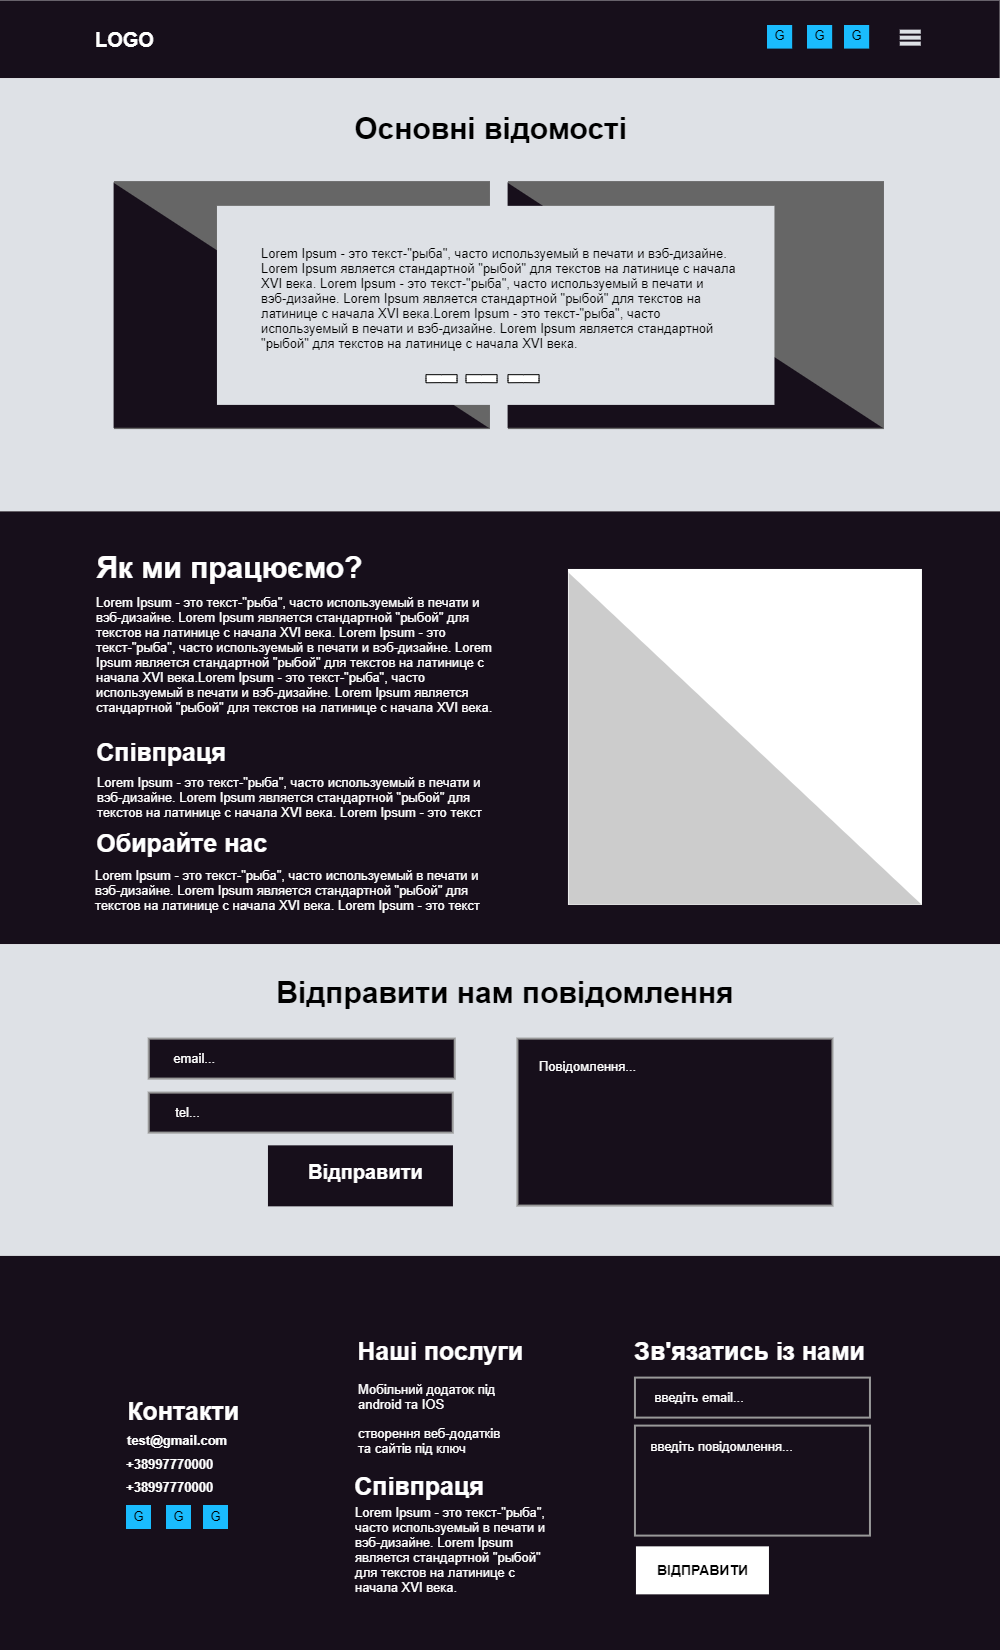 LOGO
G G G
Основні відомості
Lorem Ipsum - это текст-"рыба", часто используемый в печати и вэб-дизайне.
Lorem Ipsum является стандартной "рыбой" для текстов на латинице с начала
XVI века. Lorem Ipsum - это текст-"рыба", часто используемый в печати и
вэб-дизайне. Lorem Ipsum является стандартной "рыбой" для текстов на
латинице с начала XVI века.Lorem Ipsum - это текст-"рыба", часто
используемый в печати и вэб-дизайне. Lorem Ipsum является стандартной
"рыбой" для текстов на латинице с начала XVI века.
Як ми працюємо?
Lorem Ipsum - это текст-"рыба", часто используемый в печати и
вэб-дизайне. Lorem Ipsum является стандартной "рыбой" для
текстов на латинице с начала XVI века. Lorem Ipsum - это
текст-"рыба", часто используемый в печати и вэб-дизайне. Lorem
Ipsum является стандартной "рыбой" для текстов на латинице с
начала XVI века.Lorem Ipsum - это текст-"рыба", часто
используемый в печати и вэб-дизайне. Lorem Ipsum является
стандартной "рыбой" для текстов на латинице с начала XVI века.
Співпраця
Lorem Ipsum - это текст-"рыба", часто используемый в печати и
вэб-дизайне. Lorem Ipsum является стандартной "рыбой" для
текстов на латинице с начала XVI века. Lorem Ipsum - это текст
Обирайте нас
Lorem Ipsum - это текст-"рыба", часто используемый в печати и
вэб-дизайне. Lorem Ipsum является стандартной "рыбой" для
текстов на латинице с начала XVI века. Lorem Ipsum - это текст
Відправити нам повідомлення
email...
tel...
Відправити
Повідомлення...
Контакти
test@gmail.com
+38997770000
+38997770000
G G G
Наші послуги
Мобільний додаток під
android та IOS
створення веб-додатків
та сайтів під ключ
Співпраця
Lorem Ipsum - это текст-"рыба",
часто используемый в печати и
вэб-дизайне. Lorem Ipsum
является стандартной "рыбой"
для текстов на латинице с
начала XVI века.
Зв'язатись із нами
введіть email...
введіть повідомлення...
ВІДПРАВИТИ